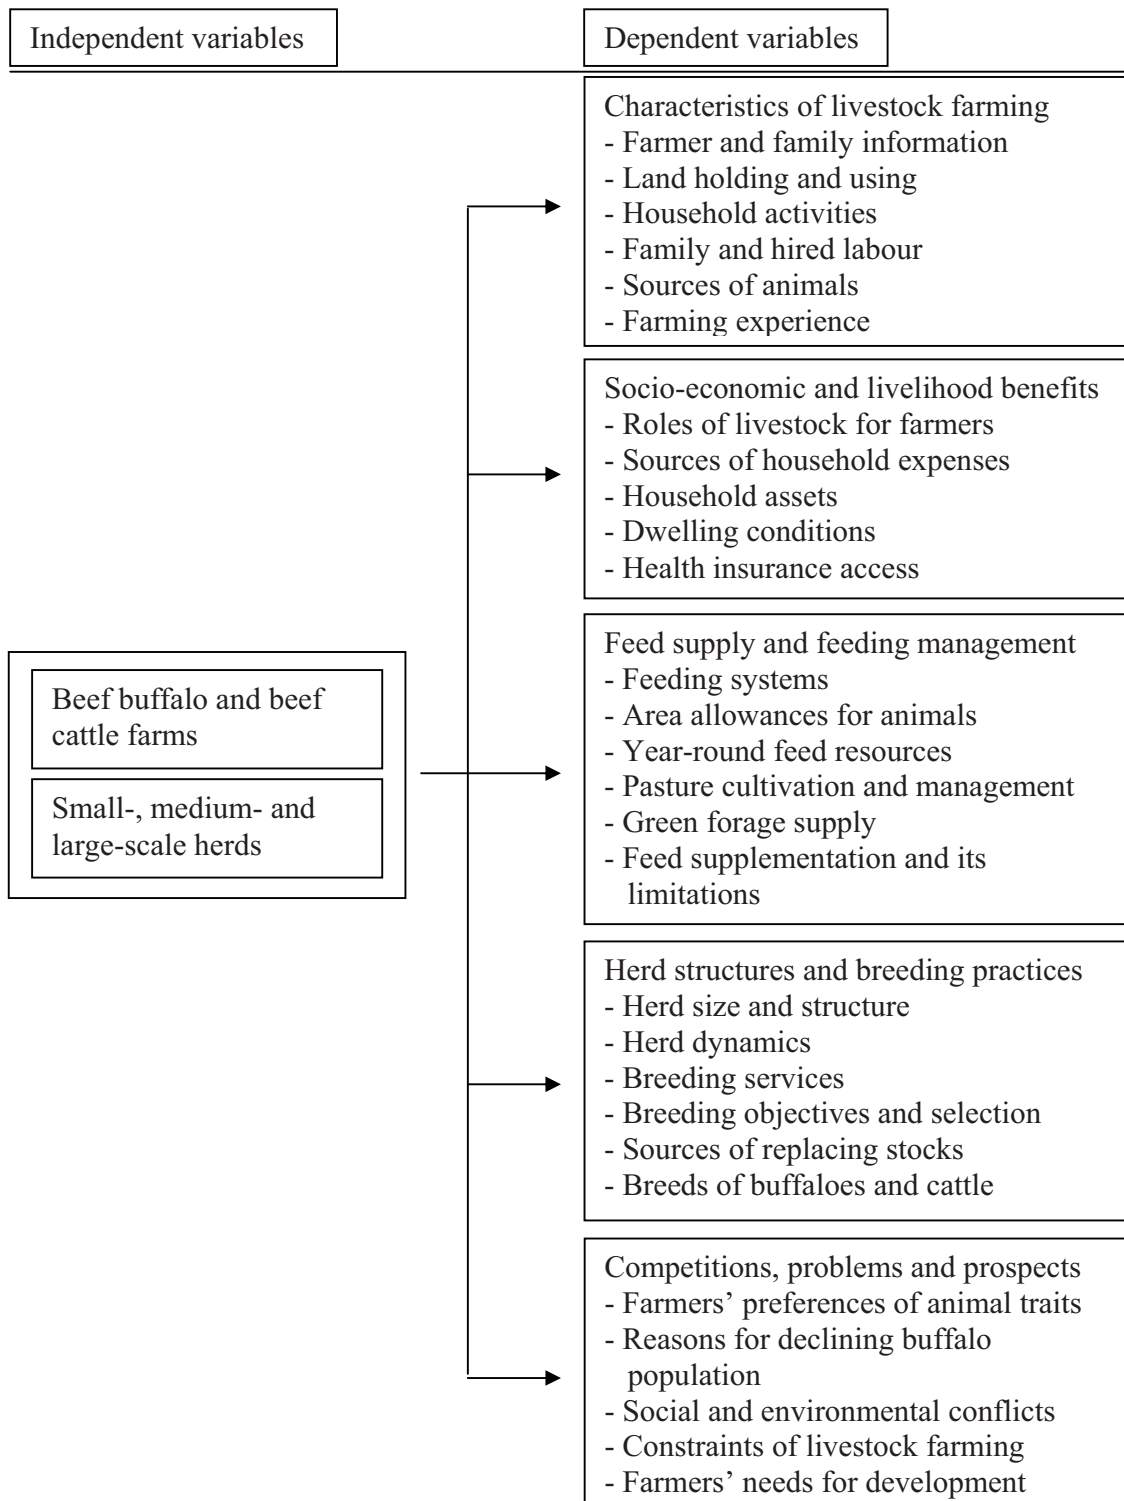 Independent variables
Dependent variables
Characteristics of livestock farming
- Farmer and family information
- Land holding and using
- Household activities
- Family and hired labour
- Sources of animals
- Farming experience
Socio-economic and livelihood benefits
- Roles of livestock for farmers
- Sources of household expenses
- Household assets
- Dwelling conditions
- Health insurance access
Beef buffalo and beef
cattle farms
Small-, medium- and
large-scale herds
Feed supply and feeding management
- Feeding systems
- Area allowances for animals
- Year-round feed resources
- Pasture cultivation and management
- Green forage supply
- Feed supplementation and its
limitations
Herd structures and breeding practices
- Herd size and structure
- Herd dynamics
- Breeding services
- Breeding objectives and selection
- Sources of replacing stocks
- Breeds of buffaloes and cattle
Competitions, problems and prospects
- Farmers’ preferences of animal traits
- Reasons for declining buffalo
population
- Social and environmental conflicts
- Constraints of livestock farming
- Farmers’ needs for development